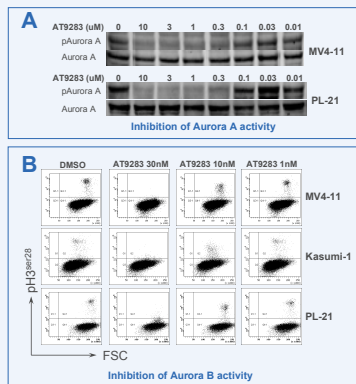 A
AT9283 (uM) 0 10 3 1 0.3 0.1 0.03 0.01
pAurora A
Aurora A
MV4-11
AT9283 (uM) 0 10 3 1 0.3 0.1 0.03 0.01
pAurora A
Aurora A
PL-21
Inhibition of Aurora A activity
B
DMSO AT9283 30nM AT9283 10nM AT9283 1nM
MV4-11
Kasumi-1
PL-21
pH3ser28
FSC
Inhibition of Aurora B activity